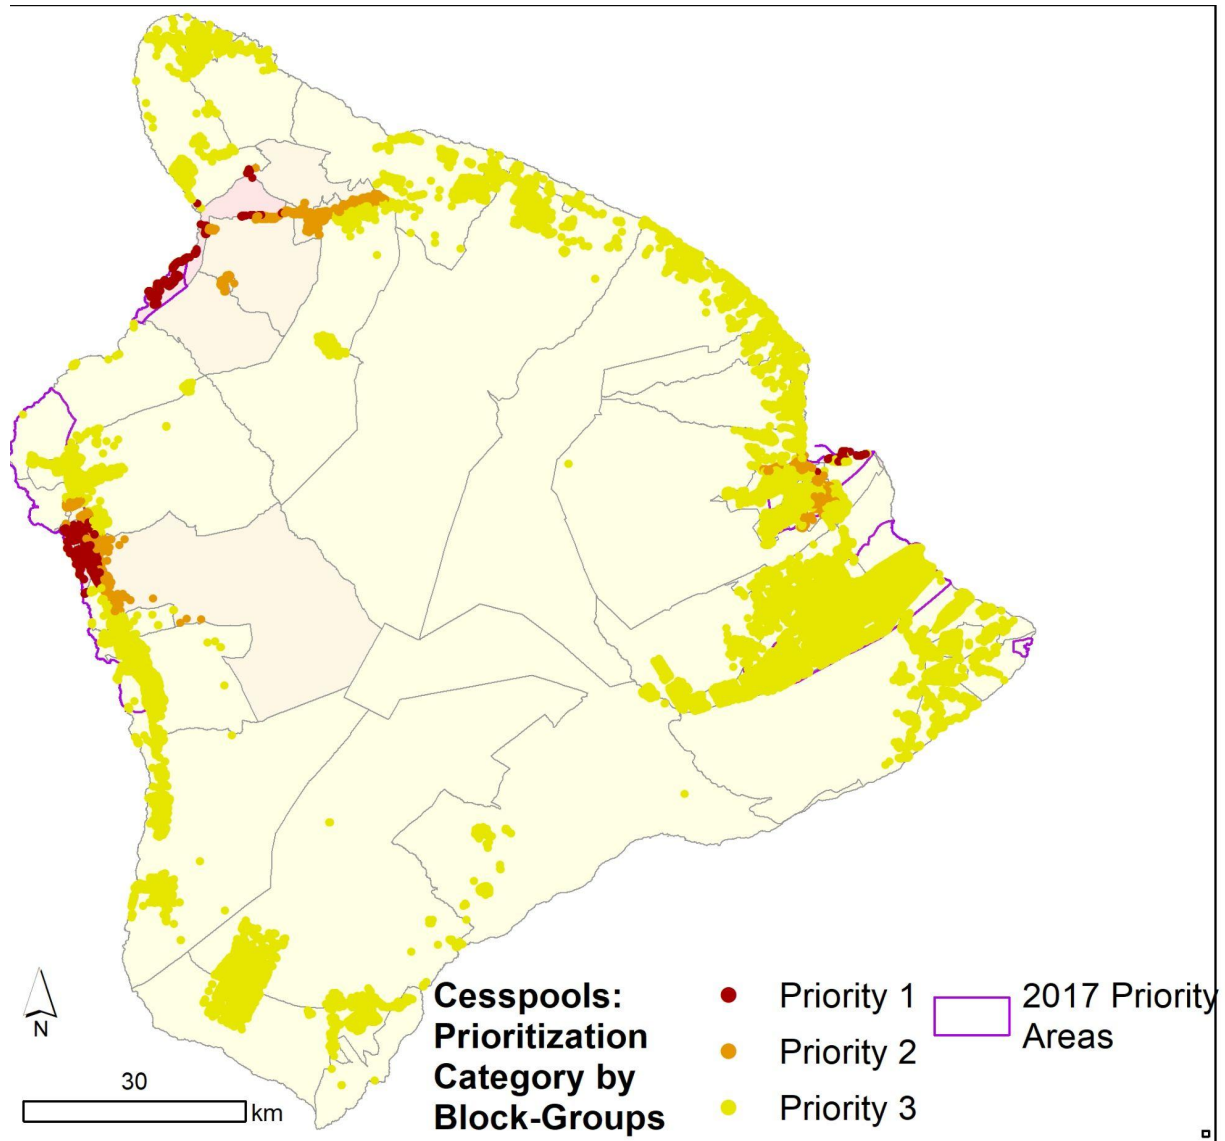 N
30
km
Cesspools:
Prioritization
Category by
Block-Groups
Priority 1
Priority 2
Priority 3
2017 Priority
Areas